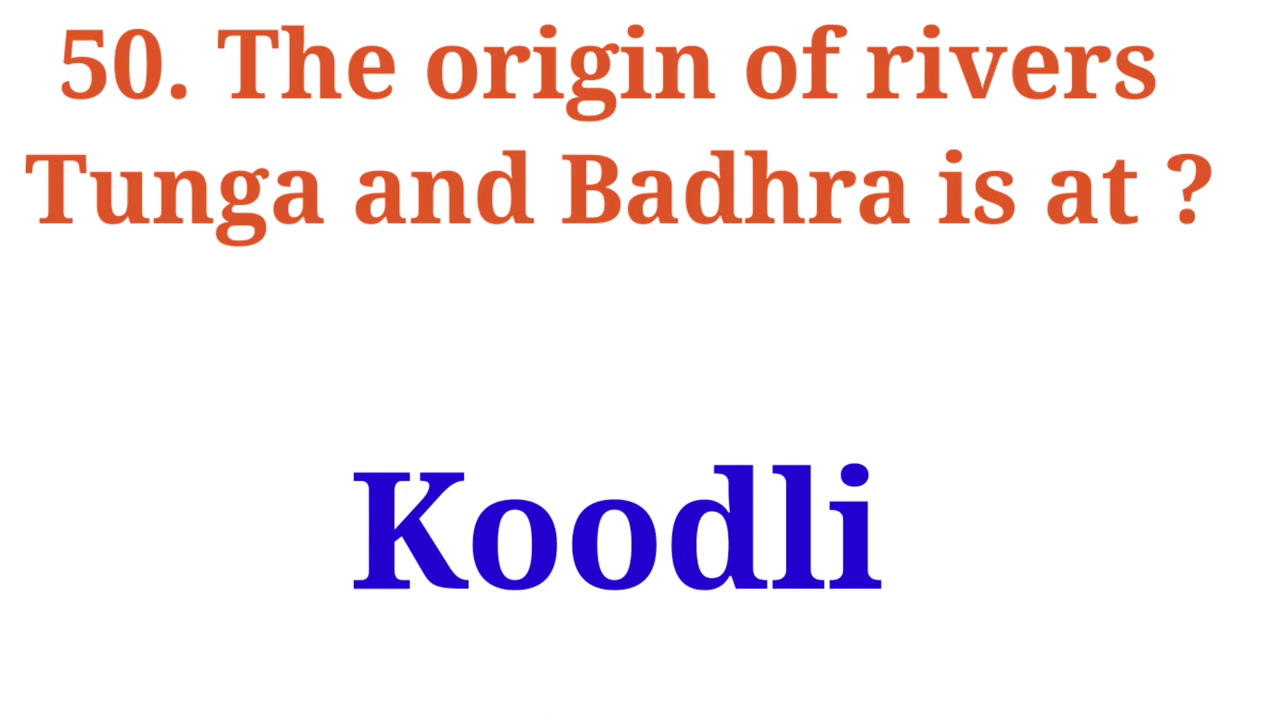 50. The origin of rivers
Tunga and Badhra is at ?
Koodli